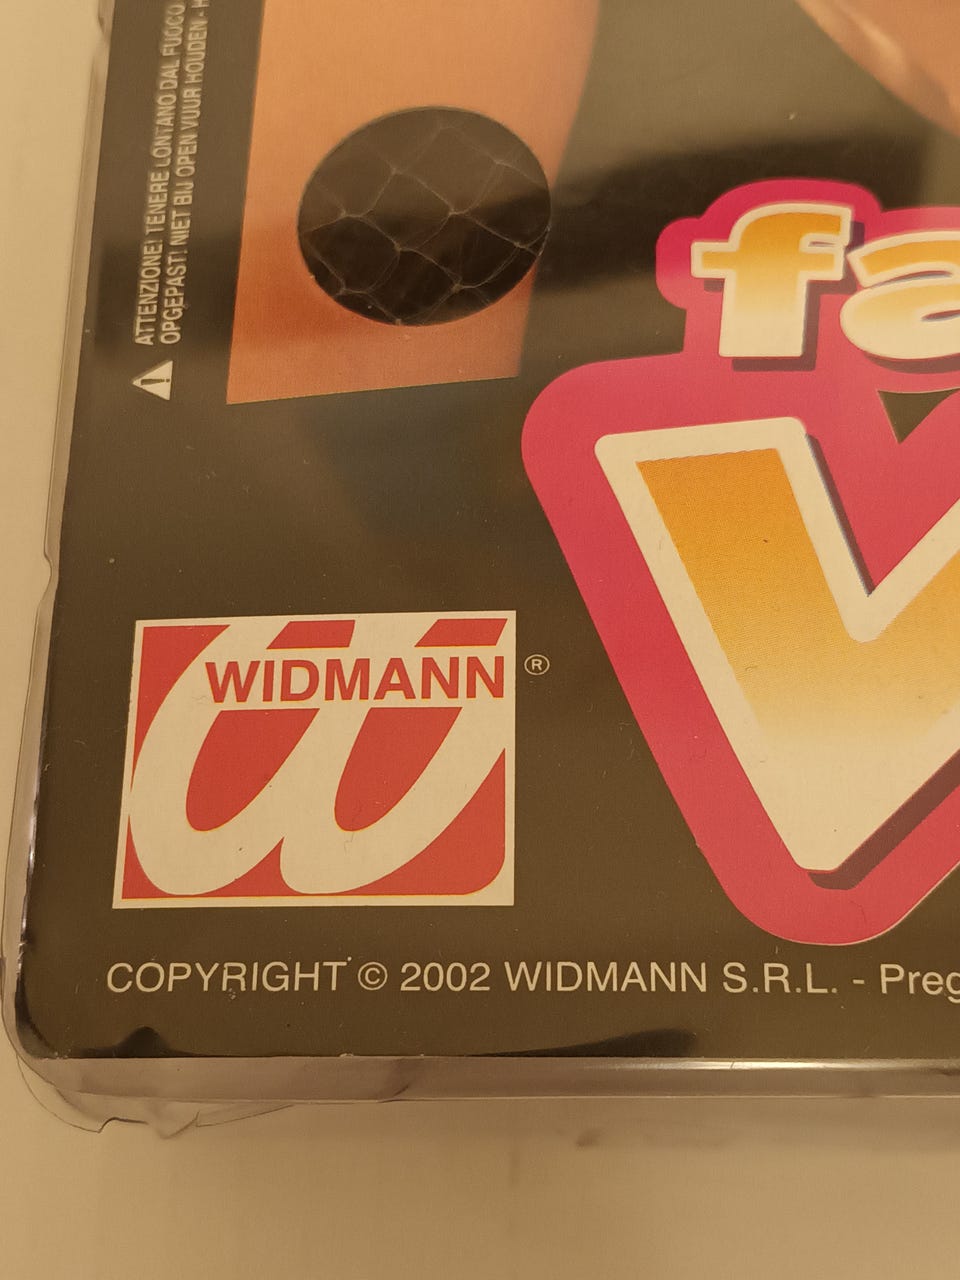 ATTENZIONE! TENERE LONTANO DAL FUOCO
OPGEPAST! NIET BIJ OPEN VUUR HOUDEN - H
fa
V
WIDMANN ®
COPYRIGHT © 2002 WIDMANN S.R.L. - Preg